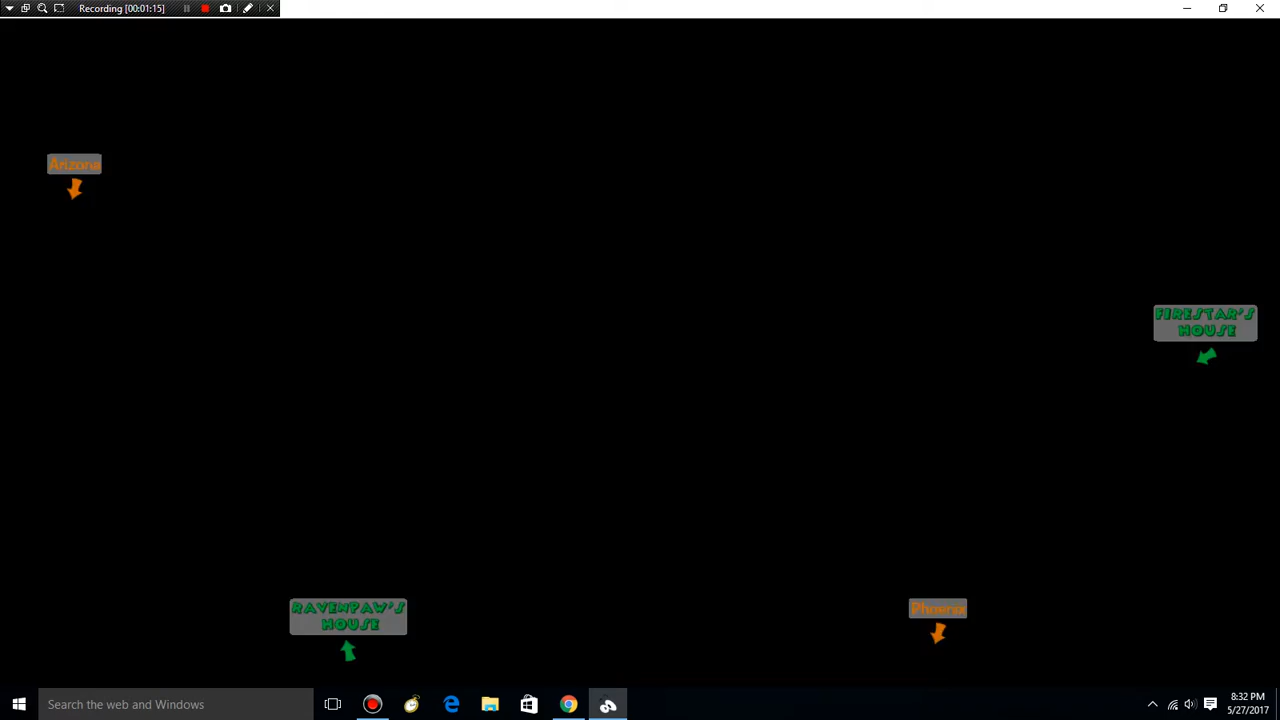 Recording [00:01:15]
Arizona
FIRESTAR'S
HOUSE
RAVENPAW'S
HOUSE
Phoenix
Search the web and Windows
8:32 PM
5/27/2017